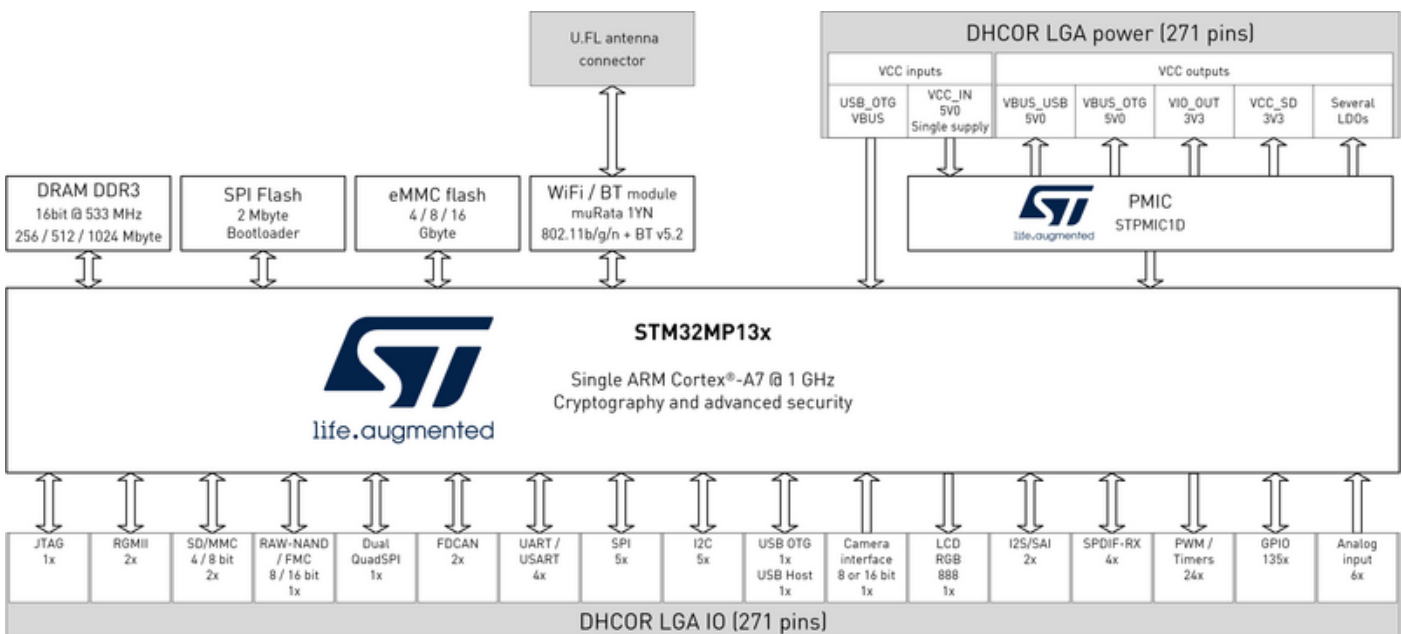 U.FL antenna
connector
DHCOR LGA power (271 pins)
VCC inputs
VCC outputs
USB_OTG
VBUS
VCC_IN
5V0
Single supply
VBUS_USB
5V0
VBUS_OTG
5V0
VIO_OUT
3V3
VCC_SD
3V3
Several
LDOs
DRAM DDR3
16bit @ 533 MHz
256 / 512 / 1024 Mbyte
SPI Flash
2 Mbyte
Bootloader
eMMC flash
4 / 8 / 16
Gbyte
WiFi / BT module
muRata 1YN
802.11b/g/n + BT v5.2
ST
life.augmented
PMIC
STPMIC1D
ST
life.augmented
STM32MP13x
Single ARM Cortex®-A7 @ 1 GHz
Cryptography and advanced security
JTAG
1x
RGMII
2x
SD/MMC
4 / 8 bit
2x
RAW-NAND
/ FMC
8 / 16 bit
1x
Dual
QuadSPI
1x
FDCAN
2x
UART /
USART
4x
SPI
5x
I2C
5x
USB OTG
1x
USB Host
1x
Camera
interface
8 or 16 bit
1x
LCD
RGB
888
1x
I2S/SAI
2x
SPDIF-RX
4x
PWM /
Timers
24x
GPIO
135x
Analog
input
6x
DHCOR LGA IO (271 pins)